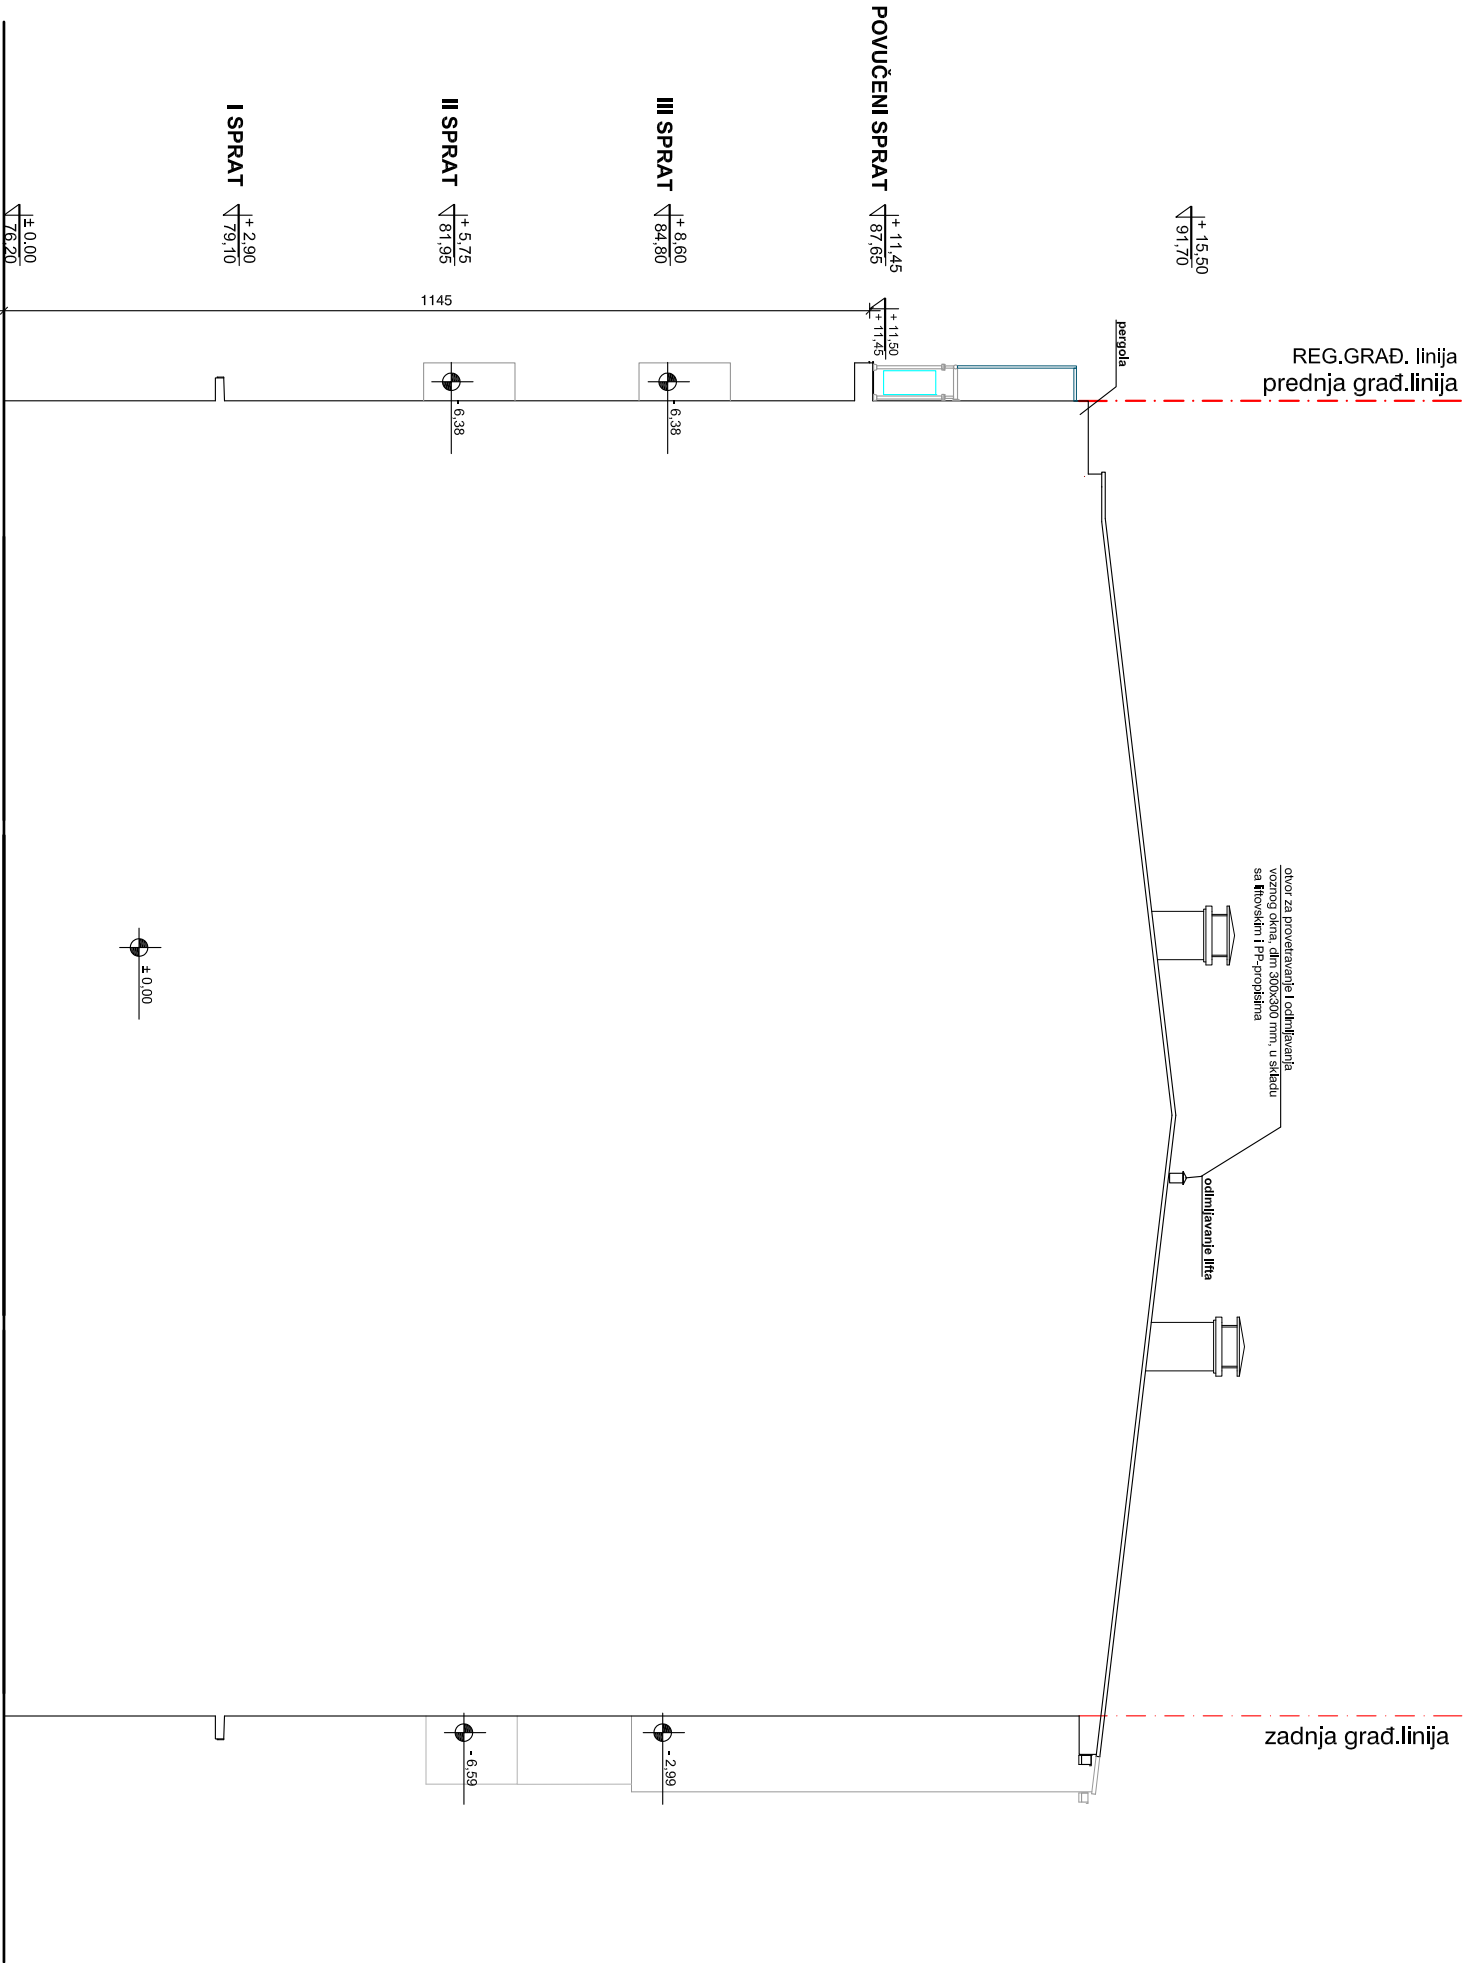 REG.GRAĐ. linija
prednja građ.linija
zadnja građ.linija
+ 15,50
91,70
POVUČENI SPRAT
+ 11,45
87,65
+ 11,50
+ 11,45
III SPRAT
+ 8,60
84,80
II SPRAT
+ 5,75
81,95
I SPRAT
+ 2,90
79,10
± 0.00
76,20
1145
pergola
otvor za provetravanje i odimljavanja
voznog okna, dim 300x300 mm, u skladu
sa liftovskim i PP-propisima
odimljavanje lifta
- 6,38
- 6,38
± 0,00
- 2,99
- 6,59